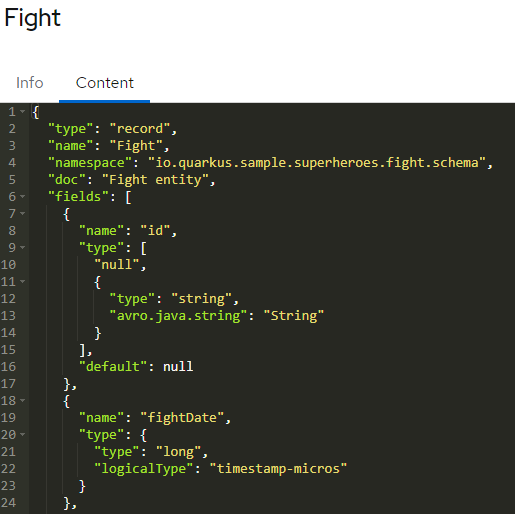 Fight
Info Content
1 {
2 "type": "record",
3 "name": "Fight",
4 "namespace": "io.quarkus.sample.superheroes.fight.schema",
5 "doc": "Fight entity",
6 "fields": [
7 {
8 "name": "id",
9 "type": [
10 "null",
11 {
12 "type": "string",
13 "avro.java.string": "String"
14 }
15 ],
16 "default": null
17 },
18 {
19 "name": "fightDate",
20 "type": {
21 "type": "long",
22 "logicalType": "timestamp-micros"
23 }
24 },